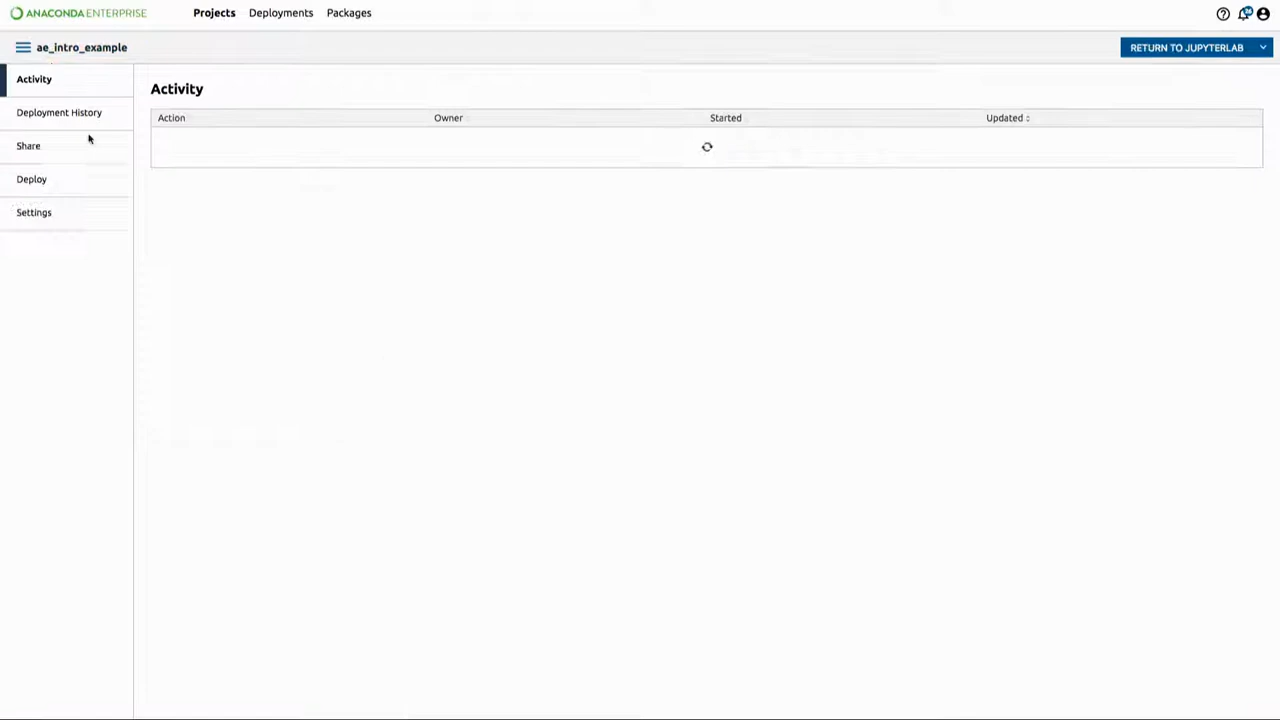 ANACONDA ENTERPRISE Projects Deployments Packages
ae_intro_example RETURN TO JUPYTERLAB
Activity
Deployment History
Share
Deploy
Settings
Activity
Action Owner Started Updated